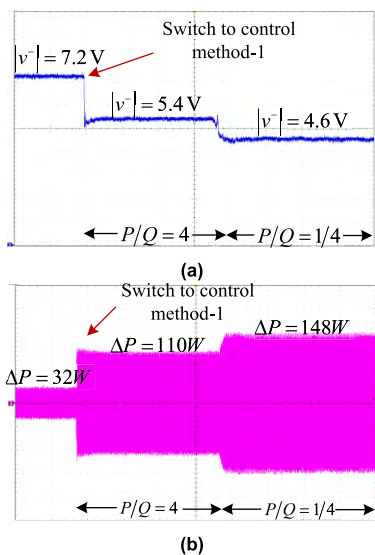 Switch to control
method-1
|v⁻| = 7.2 V
|v⁻| = 5.4 V
|v⁻| = 4.6 V
P/Q = 4
P/Q = 1/4
(a)
Switch to control
method-1
ΔP = 32W
ΔP = 110W
ΔP = 148W
P/Q = 4
P/Q = 1/4
(b)